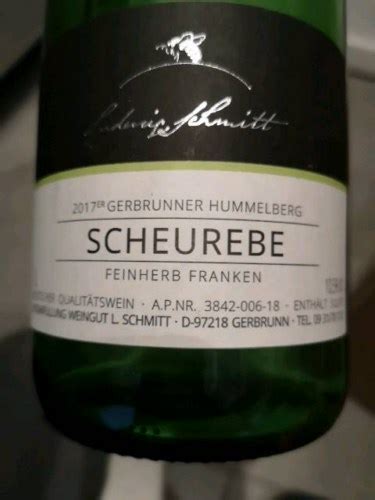 Ludwig Schmitt
2017ER GERBRUNNER HUMMELBERG
SCHEUREBE
FEINHERB FRANKEN
QUALITÄTSWEIN · A.P.NR. 3842-006-18 · ENTHÄLT
WEINGUT L. SCHMITT · D-97218 GERBRUNN · TEL.